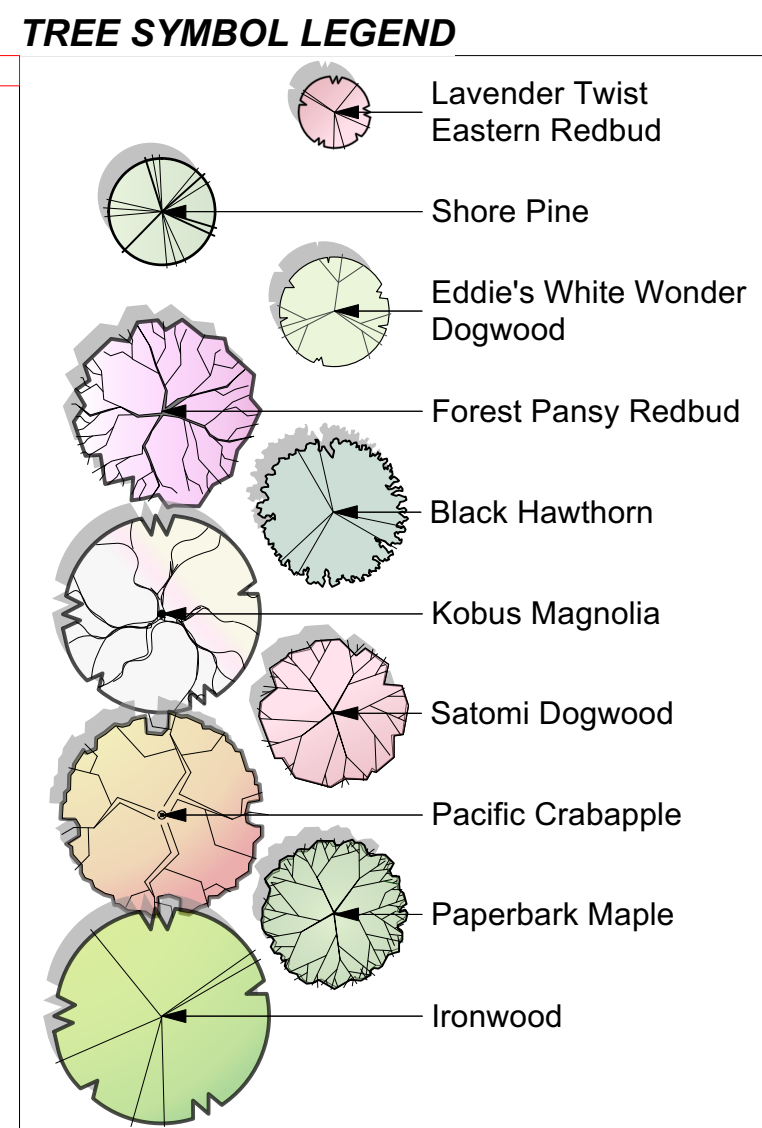 TREE SYMBOL LEGEND
Lavender Twist
Eastern Redbud
Shore Pine
Eddie's White Wonder
Dogwood
Forest Pansy Redbud
Black Hawthorn
Kobus Magnolia
Satomi Dogwood
Pacific Crabapple
Paperbark Maple
Ironwood